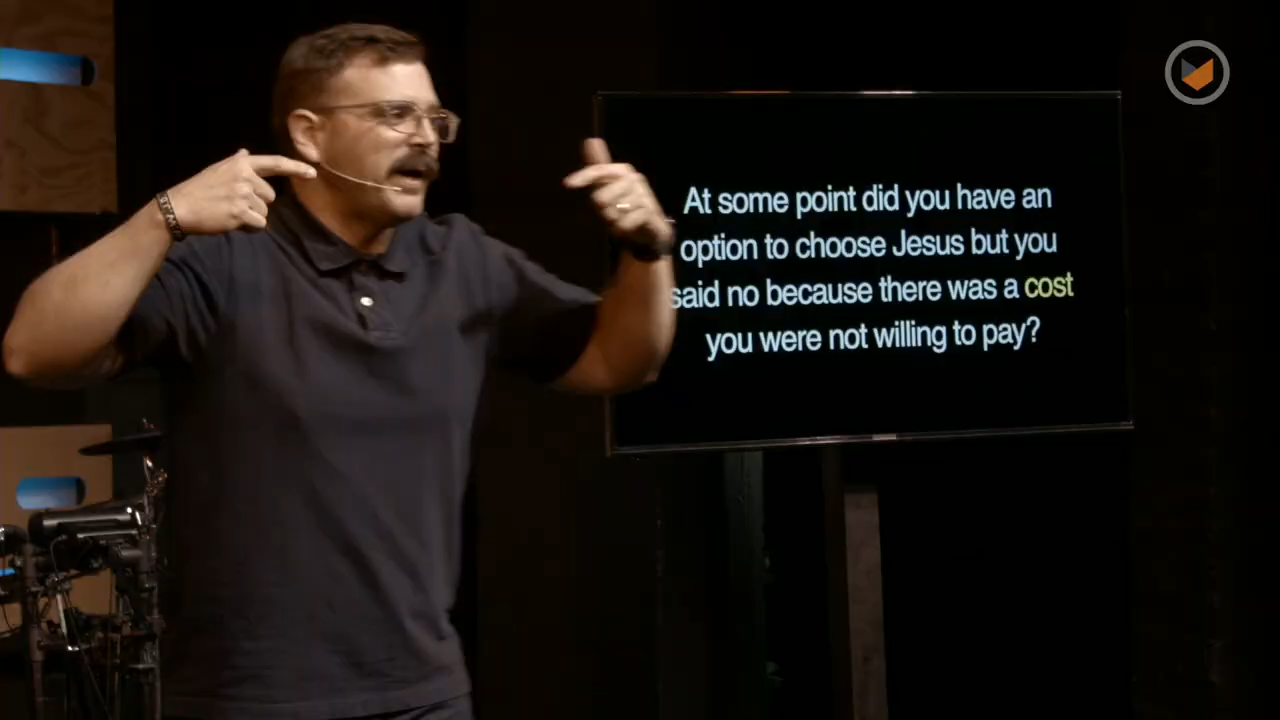 At some point did you have an
option to choose Jesus but you
said no because there was a cost
you were not willing to pay?